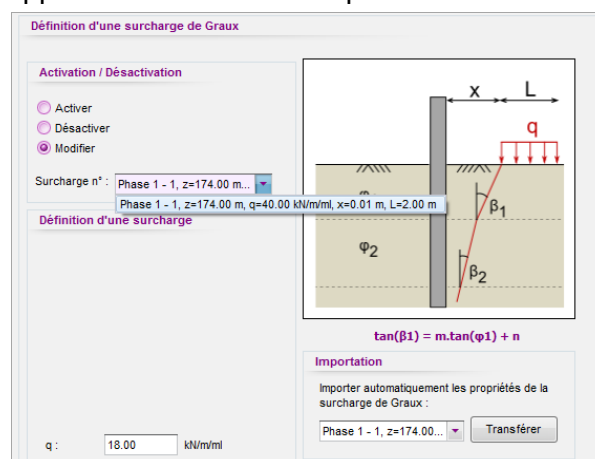 Définition d'une surcharge de Graux
Activation / Désactivation
Activer
Désactiver
Modifier
Surcharge n° : Phase 1 - 1, z=174.00 m...
Phase 1 - 1, z=174.00 m, q=40.00 kN/m/ml, x=0.01 m, L=2.00 m
Définition d'une surcharge
q : 18.00 kN/m/ml
x L
q
β1
φ2
β2
tan(β1) = m.tan(φ1) + n
Importation
Importer automatiquement les propriétés de la
surcharge de Graux :
Phase 1 - 1, z=174.00... Transférer